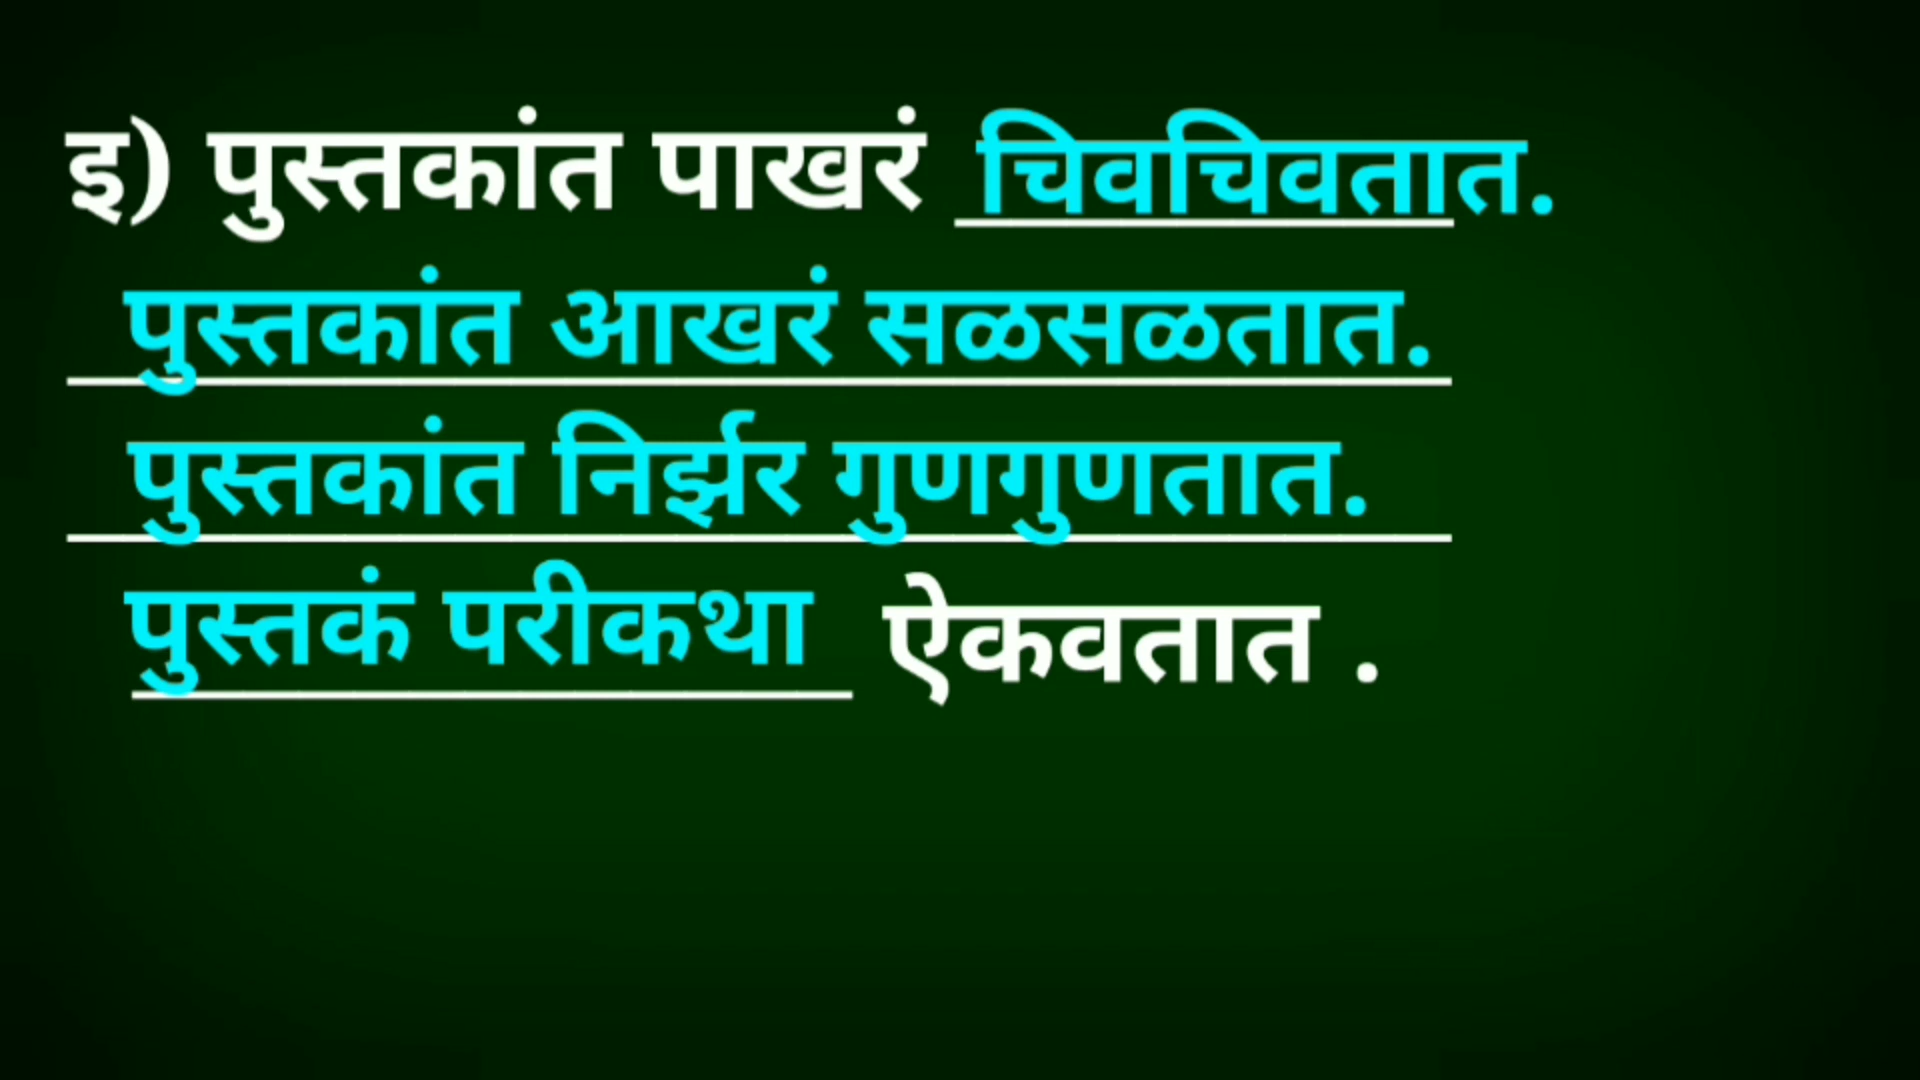 इ) पुस्तकांत पाखरं चिवचिवतात.
पुस्तकांत आखरं सळसळतात.
पुस्तकांत निर्झर गुणगुणतात.
पुस्तकं परीकथा ऐकवतात .